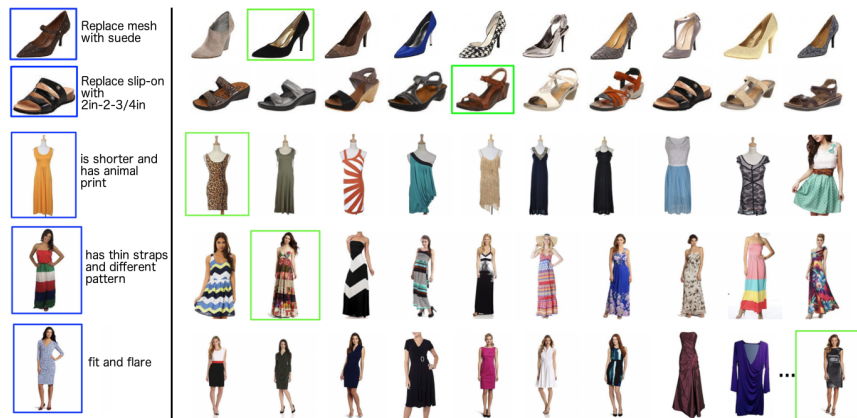 Replace mesh
with suede
Replace slip-on
with
2in-2-3/4in
is shorter and
has animal
print
has thin straps
and different
pattern
fit and flare
...